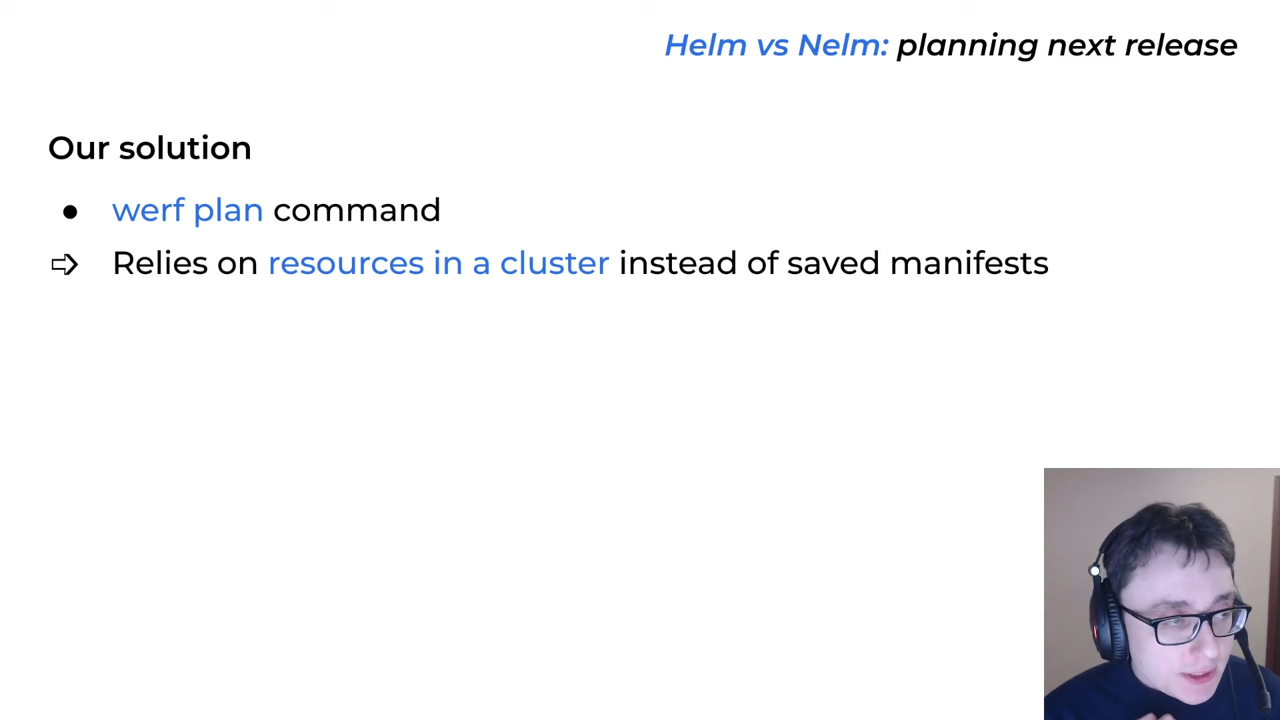 Helm vs Nelm: planning next release
Our solution
● werf plan command
⇨ Relies on resources in a cluster instead of saved manifests